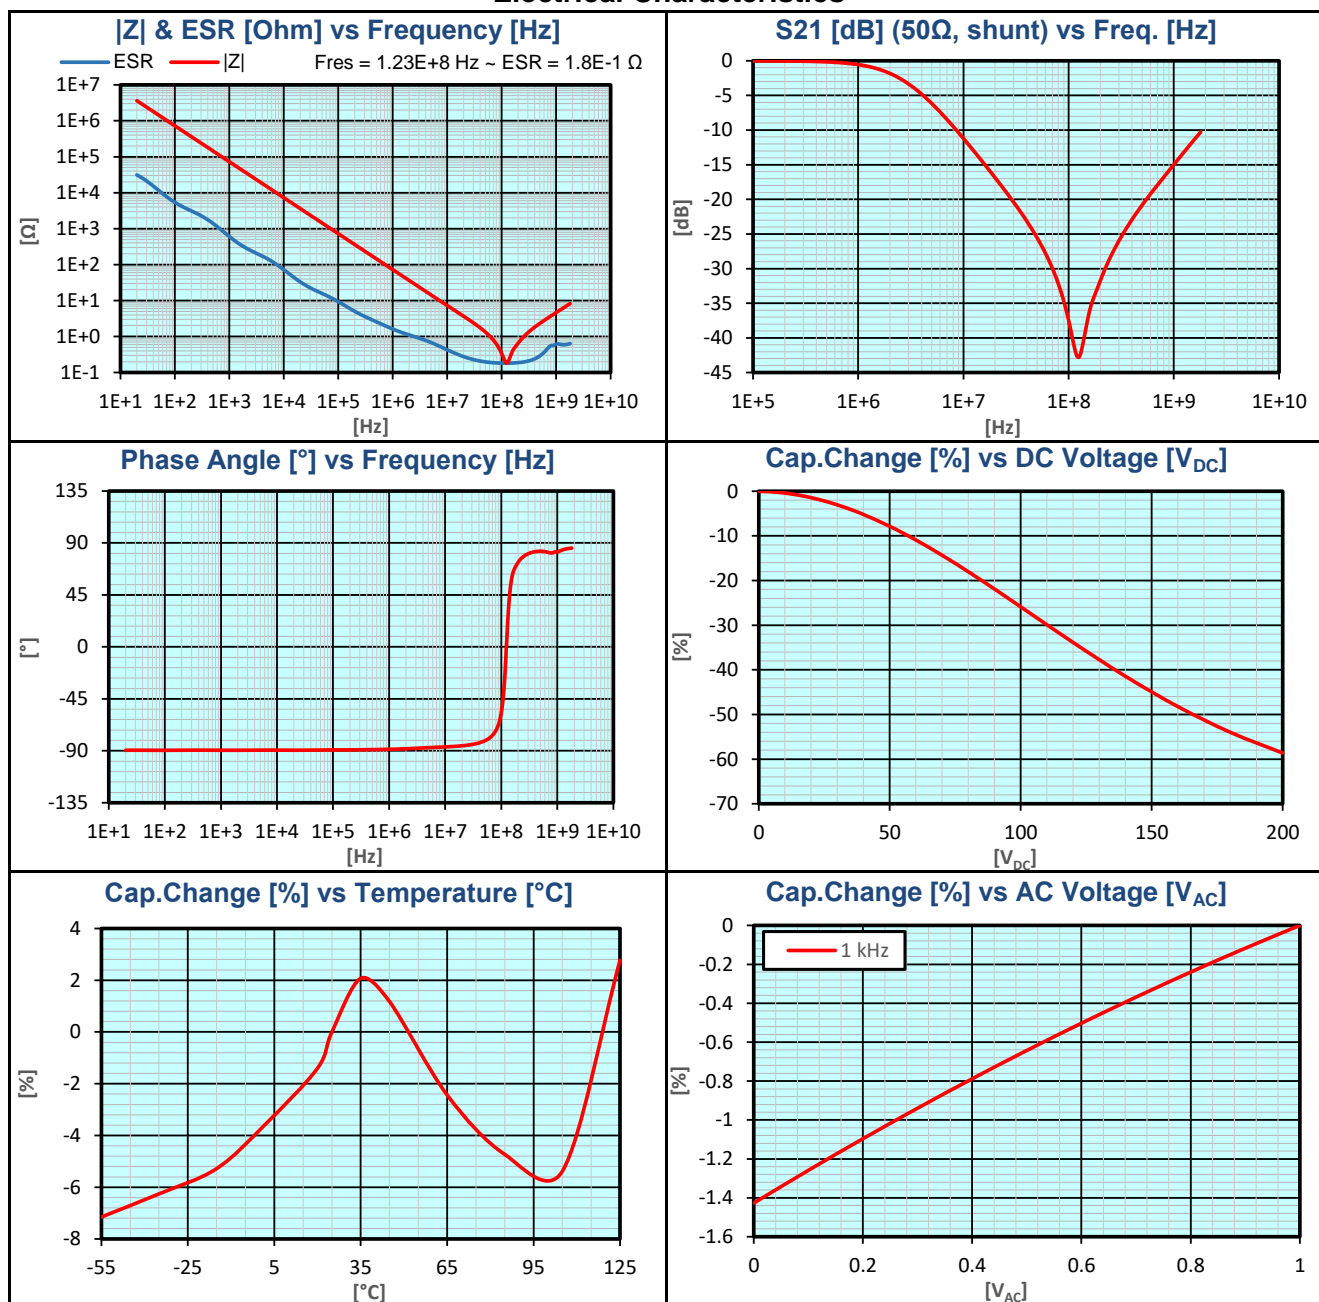 Electrical Characteristics
|Z| & ESR [Ohm] vs Frequency [Hz]
ESR
|Z|
Fres = 1.23E+8 Hz ~ ESR = 1.8E-1 Ω
1E+7
1E+6
1E+5
1E+4
1E+3
1E+2
1E+1
1E+0
1E-1
[Ω]
1E+1 1E+2 1E+3 1E+4 1E+5 1E+6 1E+7 1E+8 1E+9 1E+10
[Hz]
S21 [dB] (50Ω, shunt) vs Freq. [Hz]
0
-5
-10
-15
-20
-25
-30
-35
-40
-45
[dB]
1E+5 1E+6 1E+7 1E+8 1E+9 1E+10
[Hz]
Phase Angle [°] vs Frequency [Hz]
135
90
45
0
-45
-90
-135
[°]
1E+1 1E+2 1E+3 1E+4 1E+5 1E+6 1E+7 1E+8 1E+9 1E+10
[Hz]
Cap.Change [%] vs DC Voltage [VDC]
0
-10
-20
-30
-40
-50
-60
-70
[%]
0 50 100 150 200
[VDC]
Cap.Change [%] vs Temperature [°C]
4
2
0
-2
-4
-6
-8
[%]
-55 -25 5 35 65 95 125
[°C]
Cap.Change [%] vs AC Voltage [VAC]
1 kHz
0
-0.2
-0.4
-0.6
-0.8
-1
-1.2
-1.4
-1.6
[%]
0 0.2 0.4 0.6 0.8 1
[VAC]